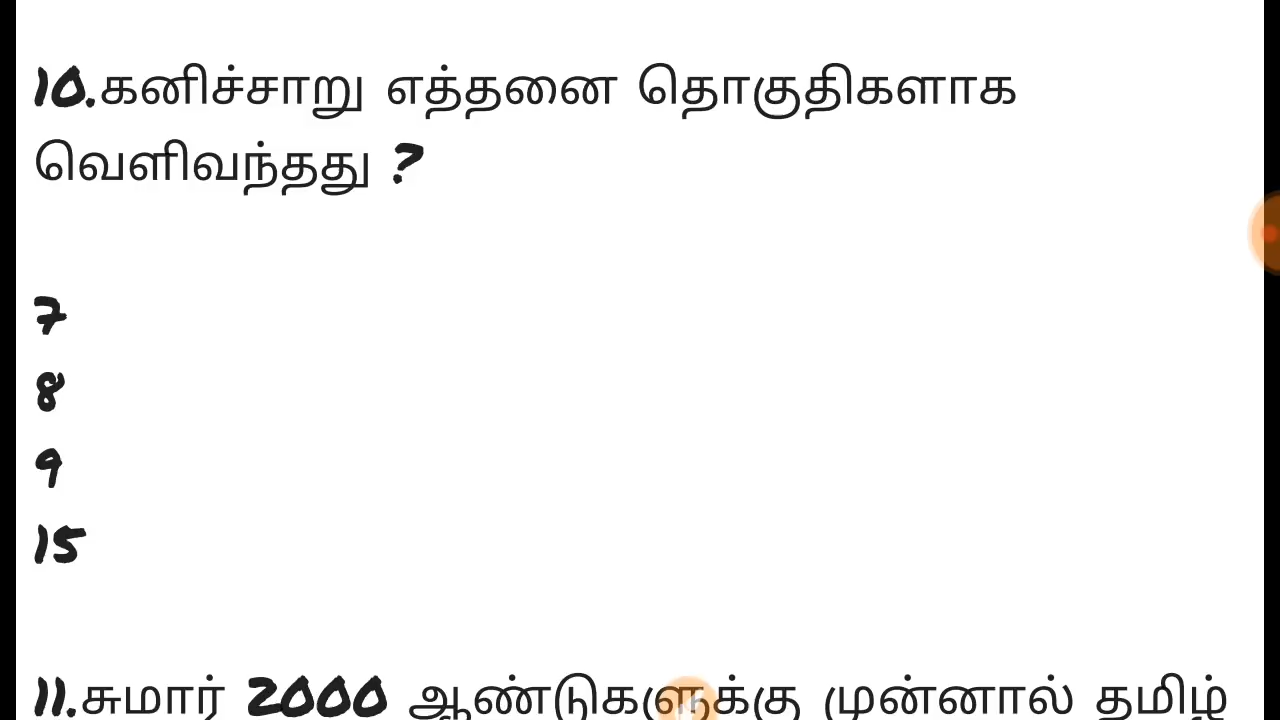 10.கனிச்சாறு எத்தனை தொகுதிகளாக
வெளிவந்தது ?
7
8
9
15
11.சுமார் 2000 ஆண்டுகளுக்கு முன்னால் தமிழ்